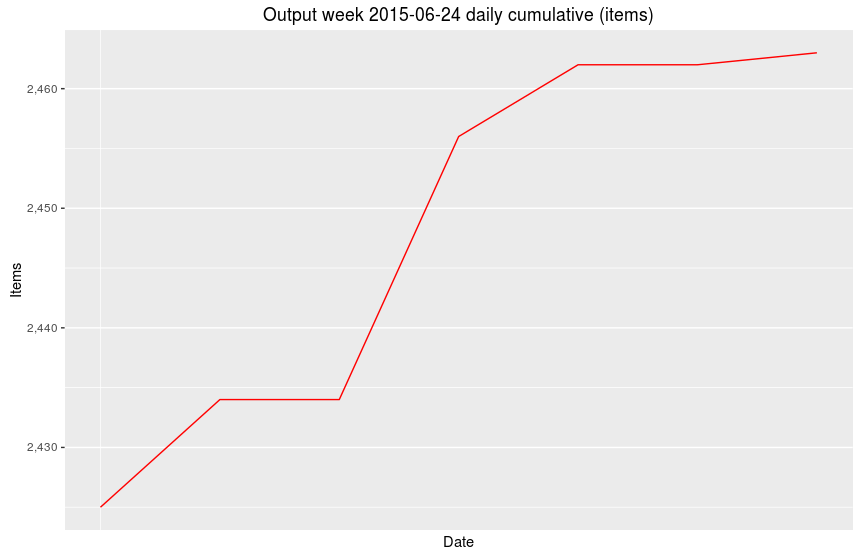 Output week 2015-06-24 daily cumulative (items)
2,460
2,450
2,440
2,430
Items
Date